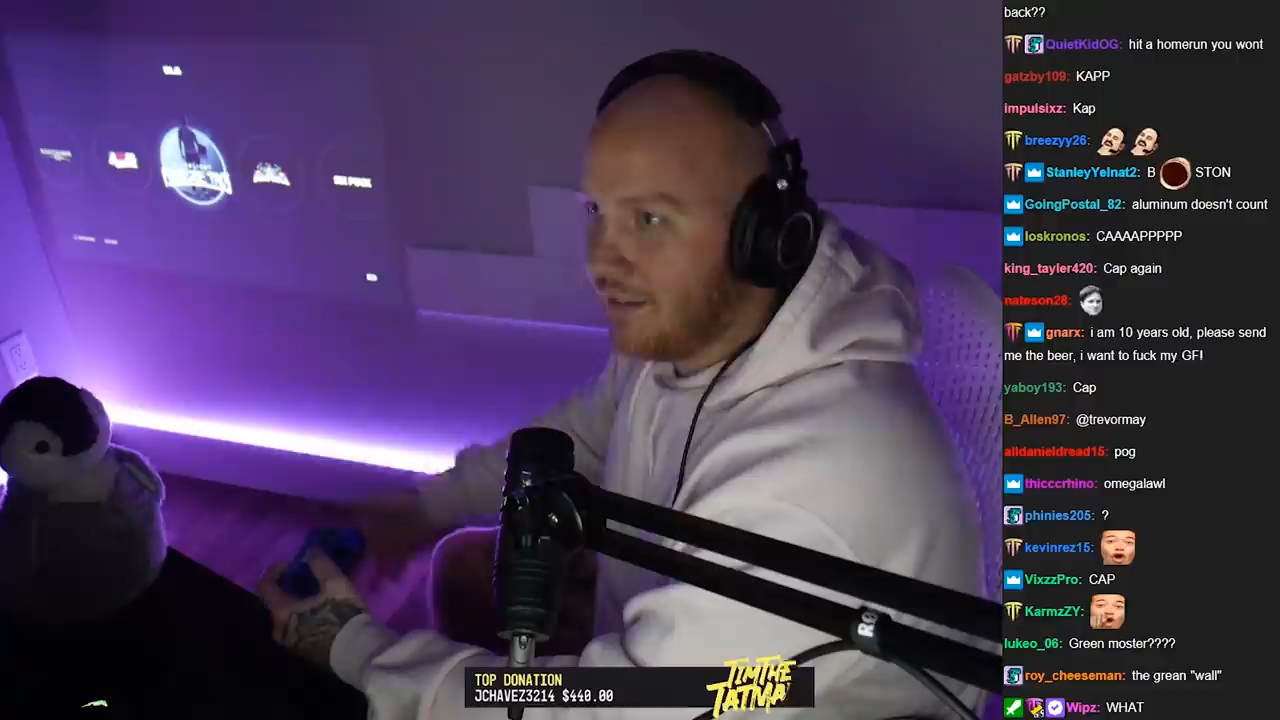 back??
QuietKidOG: hit a homerun you wont
gatzby109: KAPP
impulsixz: Kap
breezyy26:
StanleyYelnat2: B STON
GoingPostal_82: aluminum doesn't count
loskronos: CAAAAPPPPP
king_tayler420: Cap again
nateson28:
gnarx: i am 10 years old, please send
me the beer, i want to fuck my GF!
yaboy193: Cap
B_Allen97: @trevormay
alldanieldread15: pog
thicccrhino: omegalawl
phinies205: ?
kevinrez15:
VixzzPro: CAP
KarmzZY:
lukeo_06: Green moster????
roy_cheeseman: the grean "wall"
Wipz: WHAT
TOP DONATION
JCHAVEZ3214 $440.00
TIMTHE
TATMAN